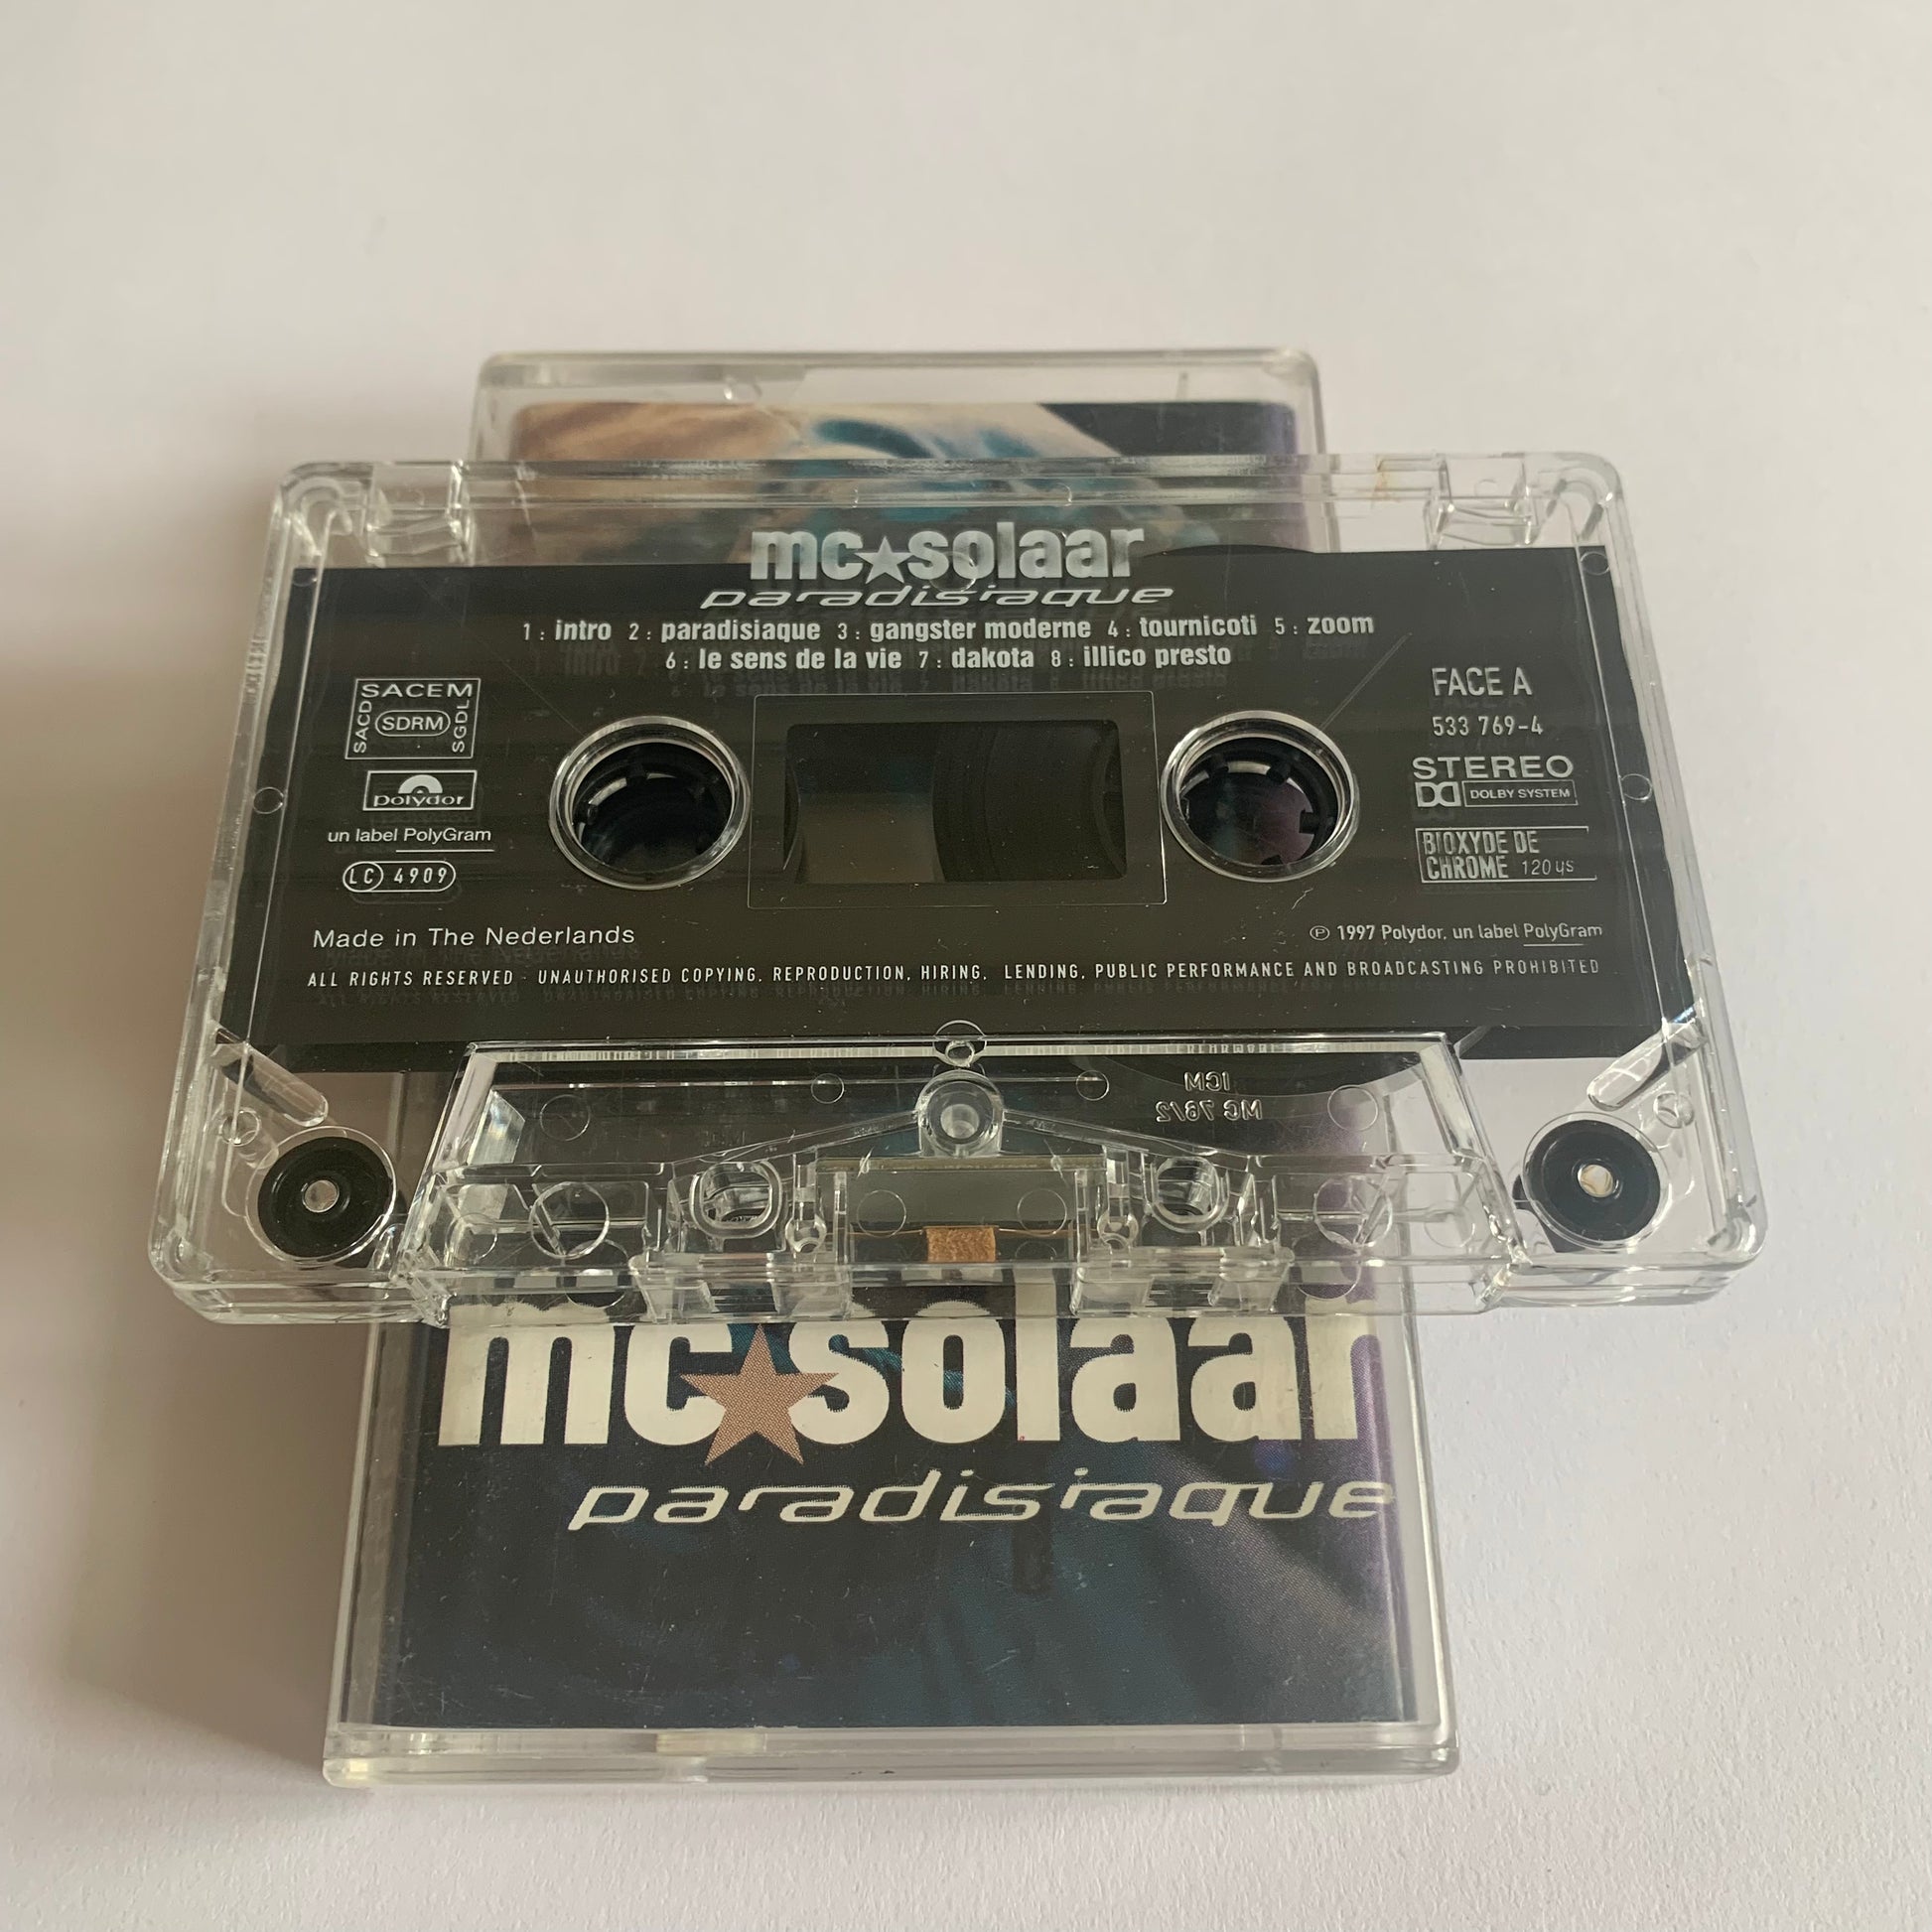 mc★solaar
paradisiaque
1 : intro 2 : paradisiaque 3 : gangster moderne 4 : tournicoti 5 : zoom
6 : le sens de la vie 7 : dakota 8 : illico presto
SACEM
SACD
SDRM
SGDL
polydor
un label PolyGram
LC 4909
FACE A
533 769-4
STEREO
DOLBY SYSTEM
BIOXYDE DE
CHROME 120 µs
Made in The Nederlands
℗ 1997 Polydor, un label PolyGram
ALL RIGHTS RESERVED - UNAUTHORISED COPYING, REPRODUCTION, HIRING, LENDING, PUBLIC PERFORMANCE AND BROADCASTING PROHIBITED
ICM
MC 76/2
mc★solaar
paradisiaque